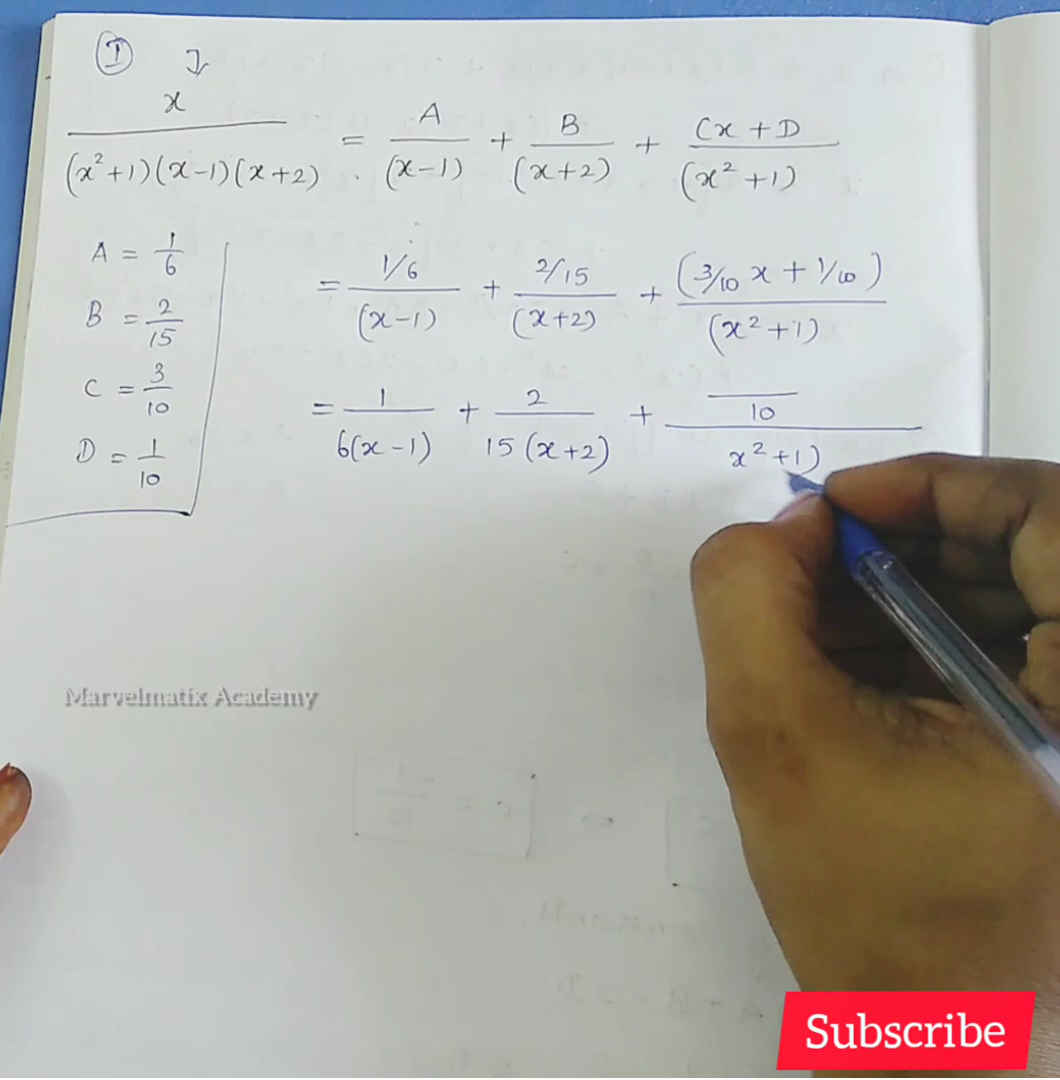 ① I
x / (x²+1)(x-1)(x+2) = A / (x-1) + B / (x+2) + Cx + D / (x² + 1)
A = 1/6
B = 2/15
C = 3/10
D = 1/10
= 1/6 / (x-1) + 2/15 / (x+2) + (3/10 x + 1/10) / (x² + 1)
= 1 / 6(x-1) + 2 / 15(x+2) + / 10 / x² + 1)
Marvelmatix Academy
Subscribe